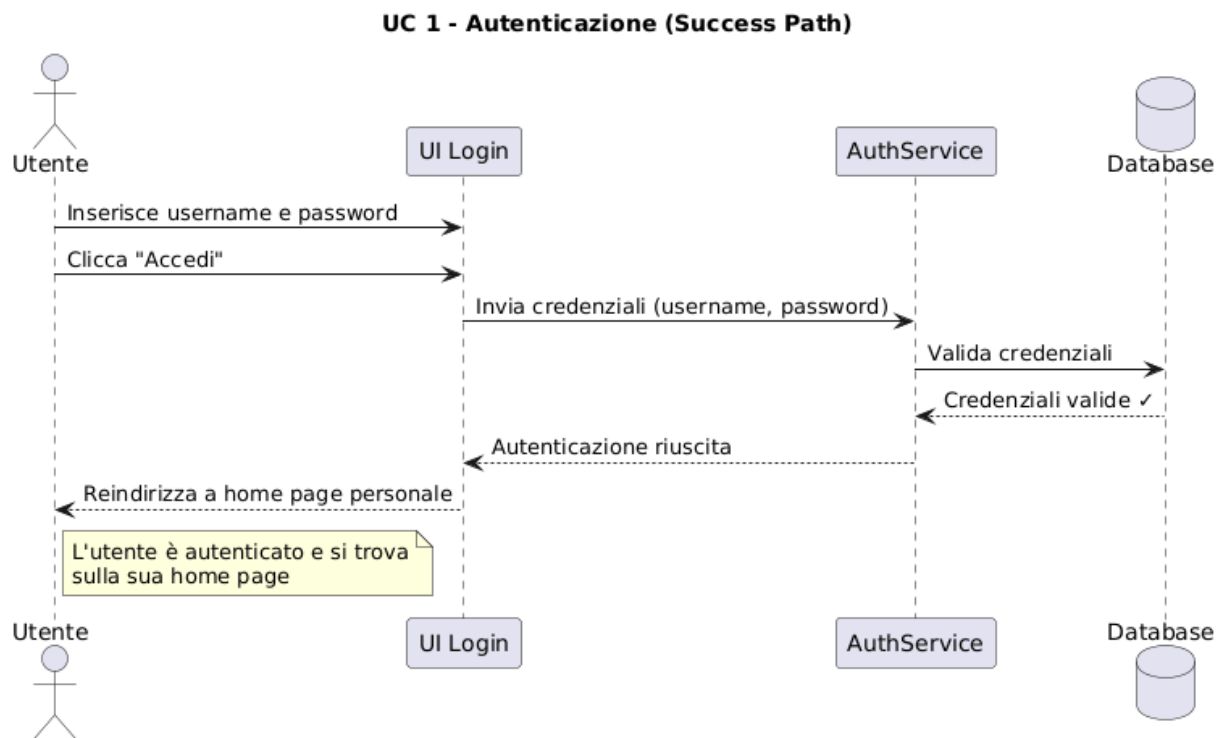 UC 1 - Autenticazione (Success Path)
Utente
UI Login
AuthService
Database
Inserisce username e password
Clicca "Accedi"
Invia credenziali (username, password)
Valida credenziali
Credenziali valide ✓
Autenticazione riuscita
Reindirizza a home page personale
L'utente è autenticato e si trova
sulla sua home page
Utente
UI Login
AuthService
Database